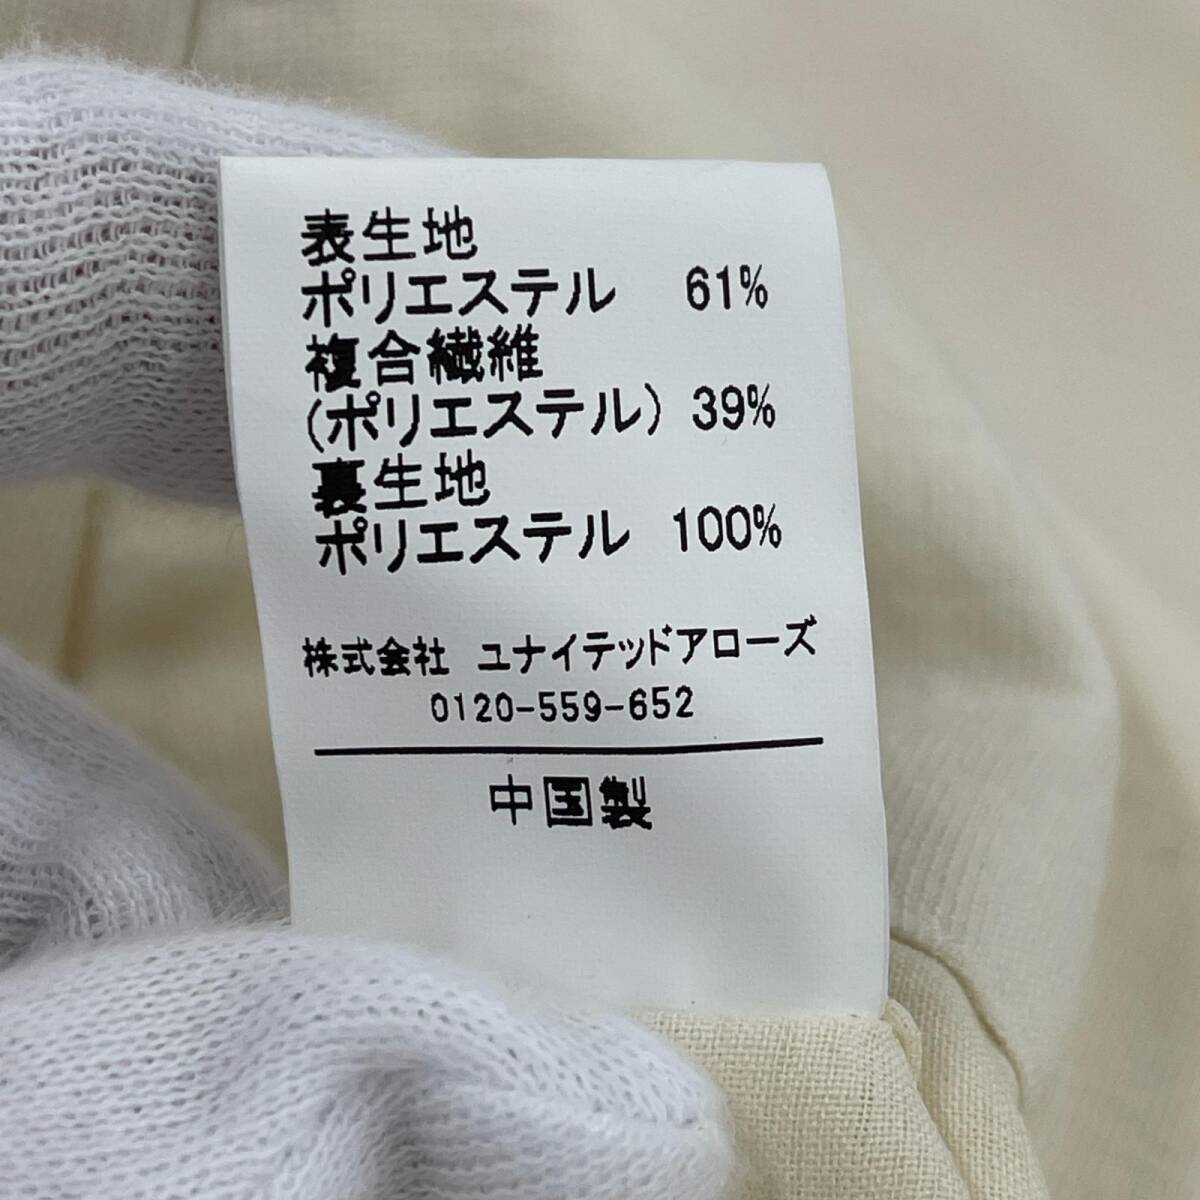 表生地
ポリエステル 61%
複合繊維
(ポリエステル) 39%
裏生地
ポリエステル 100%
株式会社 ユナイテッドアローズ
0120-559-652
中国製